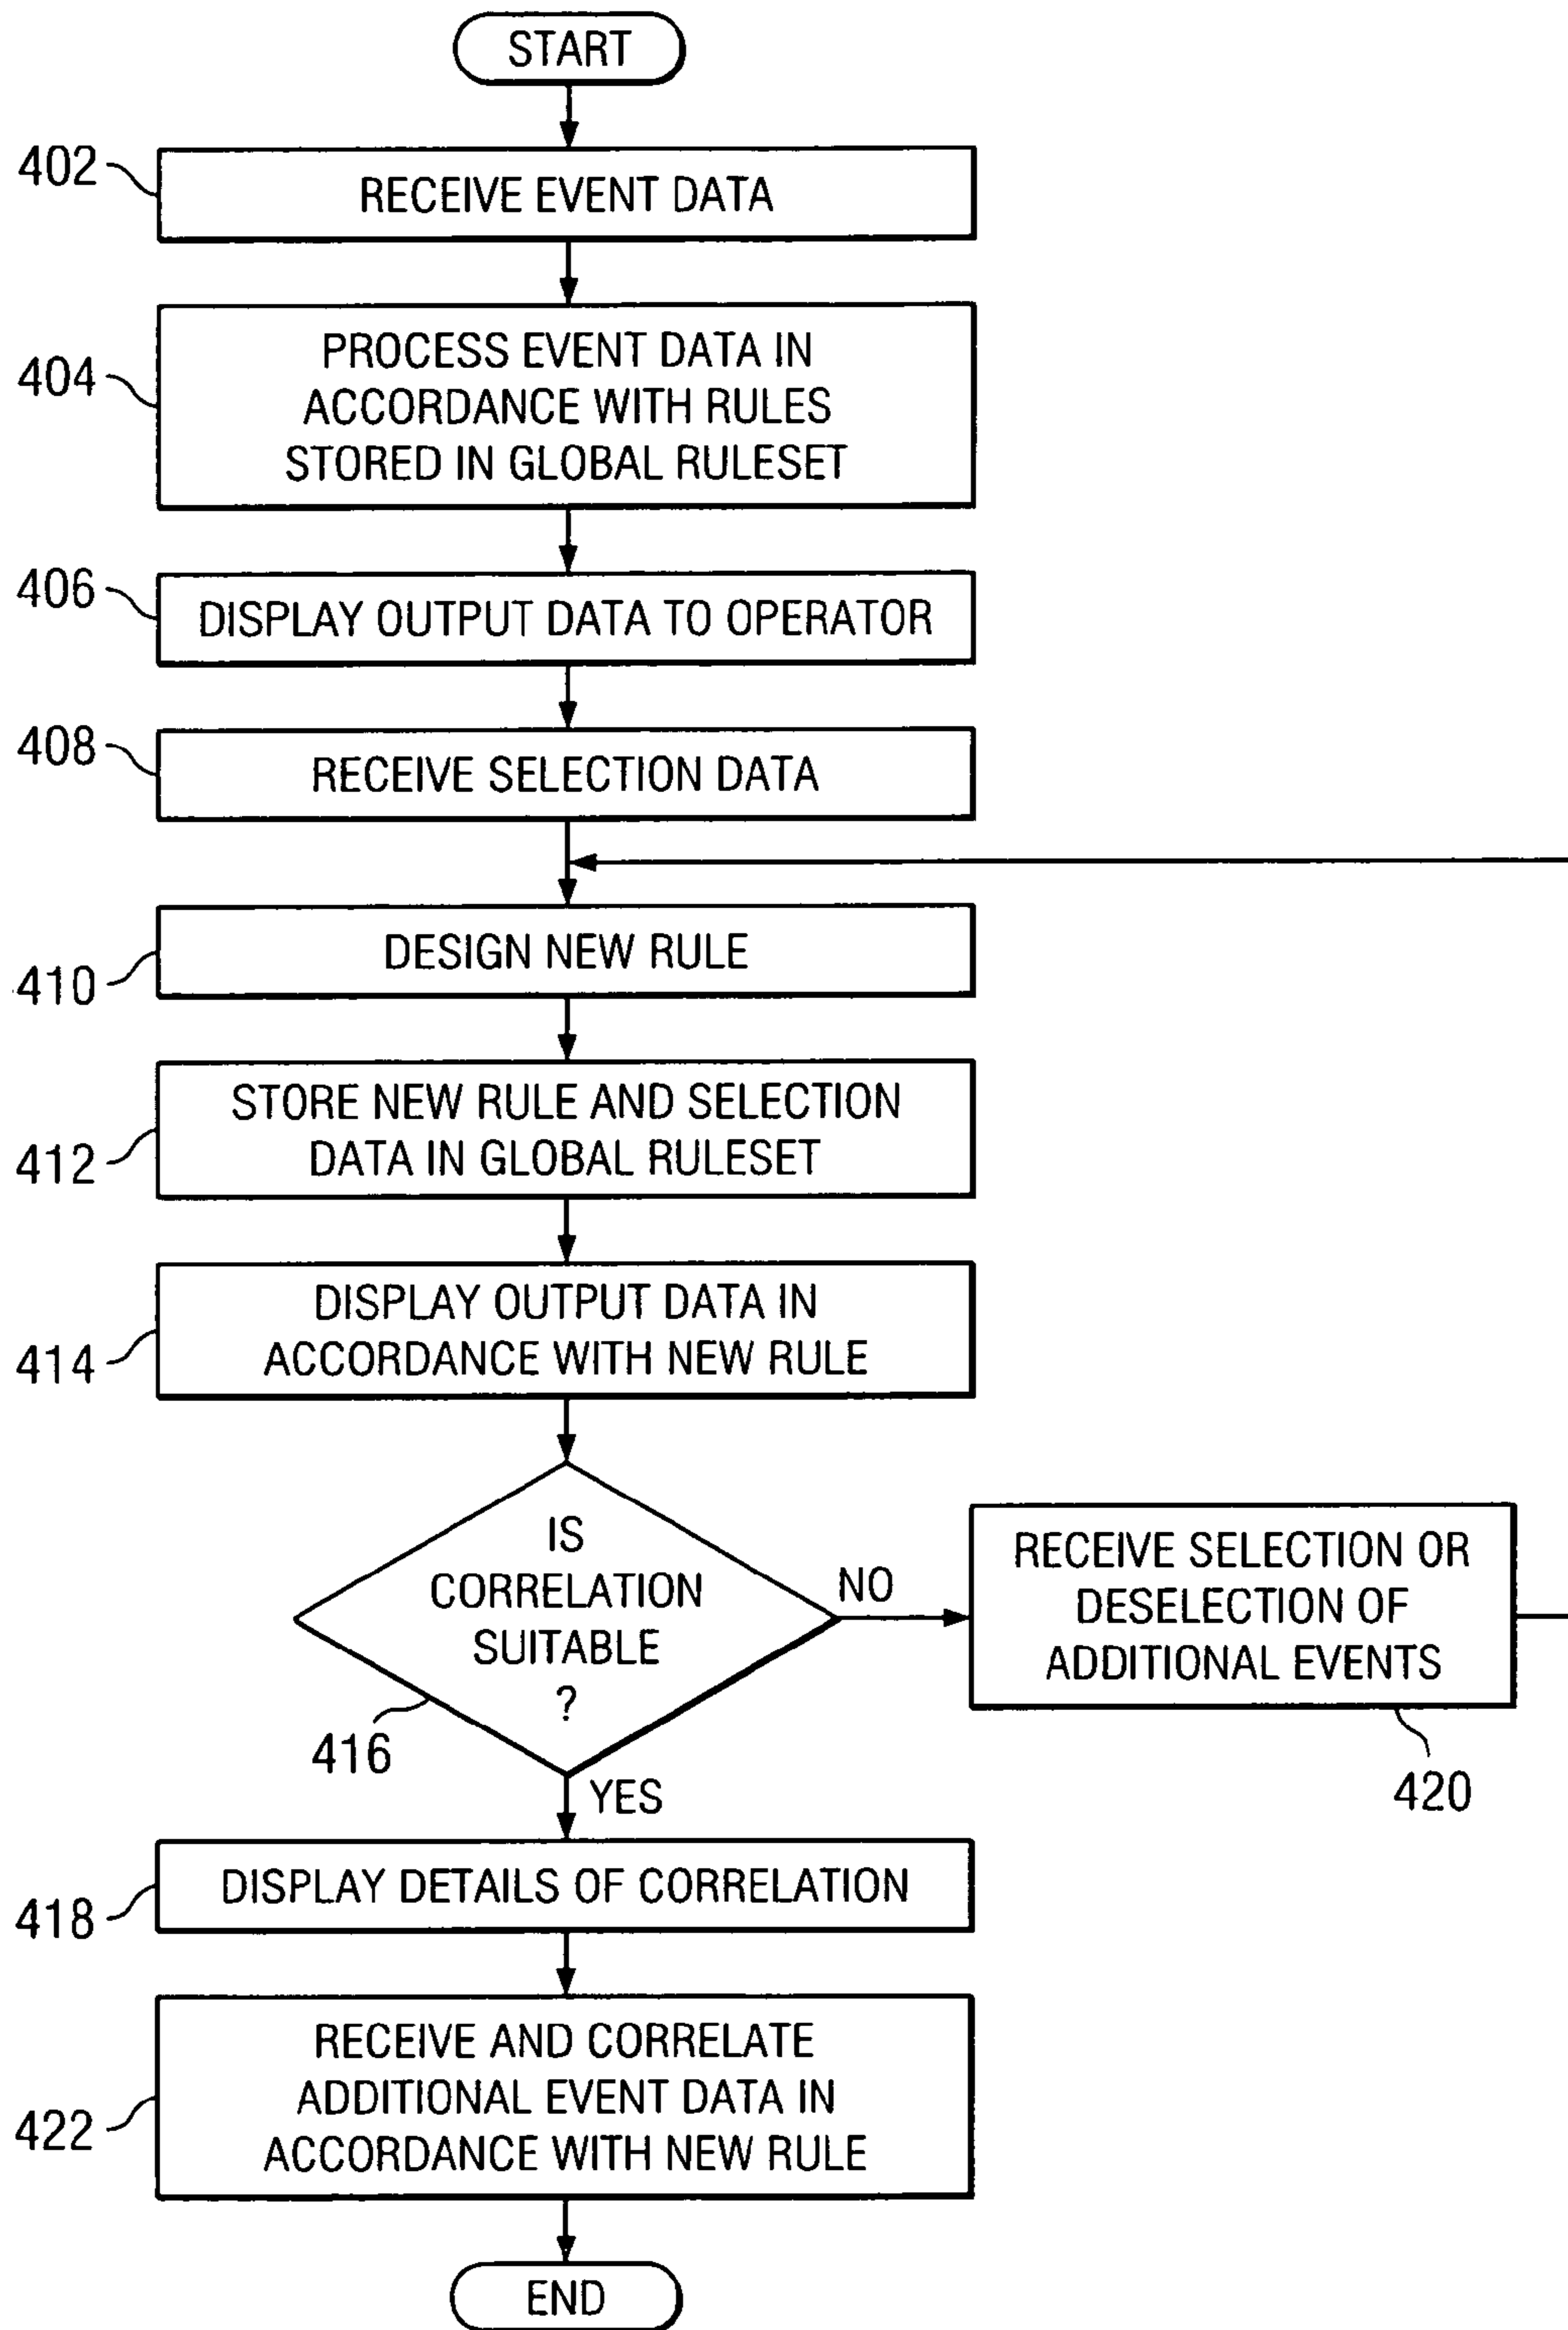 START
402
RECEIVE EVENT DATA
404
PROCESS EVENT DATA IN
ACCORDANCE WITH RULES
STORED IN GLOBAL RULESET
406
DISPLAY OUTPUT DATA TO OPERATOR
408
RECEIVE SELECTION DATA
DESIGN NEW RULE
410
STORE NEW RULE AND SELECTION
DATA IN GLOBAL RULESET
412
DISPLAY OUTPUT DATA IN
ACCORDANCE WITH NEW RULE
414
IS
CORRELATION
SUITABLE
?
416
NO
RECEIVE SELECTION OR
DESELECTION OF
ADDITIONAL EVENTS
420
YES
DISPLAY DETAILS OF CORRELATION
418
RECEIVE AND CORRELATE
ADDITIONAL EVENT DATA IN
ACCORDANCE WITH NEW RULE
422
END